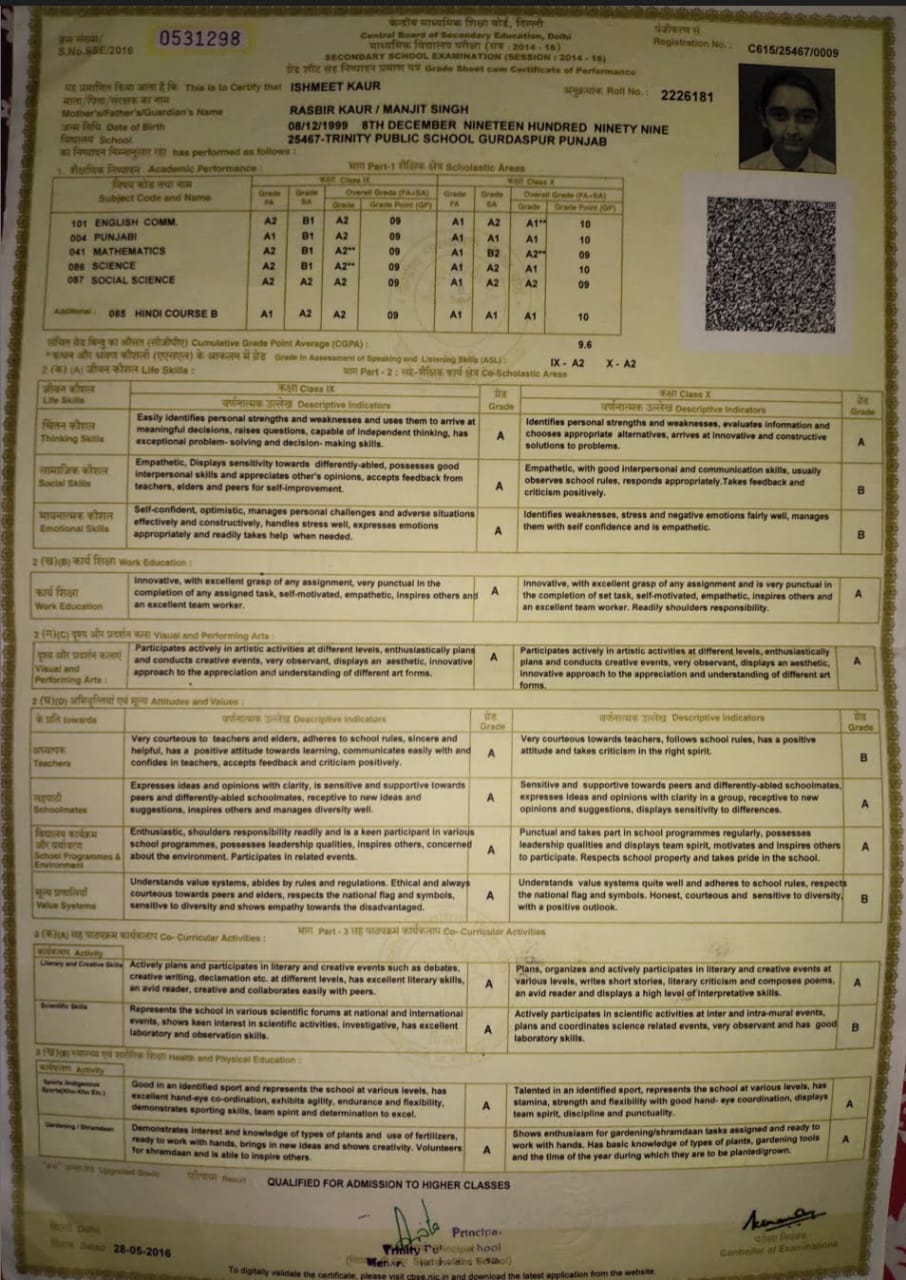 केन्द्रीय माध्यमिक शिक्षा बोर्ड, दिल्ली
क्रम संख्या/
S.No.SSE/2016 0531298
Central Board of Secondary Education, Delhi
माध्यमिक विद्यालय परीक्षा (सत्र : 2014 - 16)
SECONDARY SCHOOL EXAMINATION (SESSION : 2014 - 16)
पंजीकरण सं.
Registration No.: C615/25467/0009
ग्रेड शीट सह निष्पादन प्रमाण पत्र Grade Sheet cum Certificate of Performance
यह प्रमाणित किया जाता है कि This is to Certify that ISHMEET KAUR
अनुक्रमांक Roll No.: 2226181
माता/पिता/संरक्षक का नाम
Mother's/Father's/Guardian's Name RASBIR KAUR / MANJIT SINGH
जन्म तिथि Date of Birth 08/12/1999 8TH DECEMBER NINETEEN HUNDRED NINETY NINE
विद्यालय School 25467-TRINITY PUBLIC SCHOOL GURDASPUR PUNJAB
का निष्पादन निम्नानुसार रहा has performed as follows :
भाग Part-1 शैक्षिक क्षेत्र Scholastic Areas
1. शैक्षणिक निष्पादन Academic Performance :
विषय कोड तथा नाम
Subject Code and Name
कक्षा Class IX कक्षा Class X
Grade FA Grade SA Overall Grade (FA+SA) Grade FA Grade SA Overall Grade (FA+SA)
Grade Grade Point (GP) Grade Grade Point (GP)
101 ENGLISH COMM. A2 B1 A2 09 A1 A2 A1** 10
004 PUNJABI A1 B1 A2 09 A1 A1 A1 10
041 MATHEMATICS A2 B1 A2** 09 A1 B2 A2** 09
086 SCIENCE A2 B1 A2** 09 A1 A2 A1 10
087 SOCIAL SCIENCE A2 A2 A2 09 A1 A2 A2 09
Additional : 085 HINDI COURSE B A1 A2 A2 09 A1 A1 A1 10
संचित ग्रेड बिन्दु का औसत (सीजीपीए) Cumulative Grade Point Average (CGPA) : 9.6
*कथन और श्रवण कौशलों (एएसएल) के आकलन में ग्रेड Grade in Assessment of Speaking and Listening Skills (ASL) : IX - A2 X - A2
भाग Part - 2 : सह-शैक्षिक कार्य क्षेत्र Co-Scholastic Areas
2 (क) (A) जीवन कौशल Life Skills :
जीवन कौशल
Life Skills
कक्षा Class IX ग्रेड Grade कक्षा Class X ग्रेड Grade
वर्णनात्मक उल्लेख Descriptive Indicators वर्णनात्मक उल्लेख Descriptive Indicators
चिंतन कौशल
Thinking Skills
Easily identifies personal strengths and weaknesses and uses them to arrive at
meaningful decisions, raises questions, capable of independent thinking, has
exceptional problem- solving and decision- making skills.
A
Identifies personal strengths and weaknesses, evaluates information and
chooses appropriate alternatives, arrives at innovative and constructive
solutions to problems.
A
सामाजिक कौशल
Social Skills
Empathetic, Displays sensitivity towards differently-abled, possesses good
interpersonal skills and appreciates other's opinions, accepts feedback from
teachers, elders and peers for self-improvement.
A
Empathetic, with good interpersonal and communication skills, usually
observes school rules, responds appropriately.Takes feedback and
criticism positively.
B
भावनात्मक कौशल
Emotional Skills
Self-confident, optimistic, manages personal challenges and adverse situations
effectively and constructively, handles stress well, expresses emotions
appropriately and readily takes help when needed.
A
Identifies weaknesses, stress and negative emotions fairly well, manages
them with self confidence and is empathetic.
B
2 (ख)(B) कार्य शिक्षा Work Education :
कार्य शिक्षा
Work Education
Innovative, with excellent grasp of any assignment, very punctual in the
completion of any assigned task, self-motivated, empathetic, inspires others and
an excellent team worker.
A
Innovative, with excellent grasp of any assignment and is very punctual in
the completion of set task, self-motivated, empathetic, inspires others and
an excellent team worker. Readily shoulders responsibility.
A
2 (ग)(C) दृश्य और प्रदर्शन कला Visual and Performing Arts :
दृश्य और प्रदर्शन कलाएं
Visual and
Performing Arts :
Participates actively in artistic activities at different levels, enthusiastically plans
and conducts creative events, very observant, displays an aesthetic, innovative
approach to the appreciation and understanding of different art forms.
A
Participates actively in artistic activities at different levels, enthusiastically
plans and conducts creative events, very observant, displays an aesthetic,
innovative approach to the appreciation and understanding of different art
forms.
A
2 (घ)(D) अभिवृत्तियां एवं मूल्य Attitudes and Values :
के प्रति towards वर्णनात्मक उल्लेख Descriptive Indicators ग्रेड Grade वर्णनात्मक उल्लेख Descriptive Indicators ग्रेड Grade
अध्यापक
Teachers
Very courteous to teachers and elders, adheres to school rules, sincere and
helpful, has a positive attitude towards learning, communicates easily with and
confides in teachers, accepts feedback and criticism positively.
A
Very courteous towards teachers, follows school rules, has a positive
attitude and takes criticism in the right spirit.
B
सहपाठी
Schoolmates
Expresses ideas and opinions with clarity, is sensitive and supportive towards
peers and differently-abled schoolmates, receptive to new ideas and
suggestions, inspires others and manages diversity well.
A
Sensitive and supportive towards peers and differently-abled schoolmates,
expresses ideas and opinions with clarity in a group, receptive to new
opinions and suggestions, displays sensitivity to differences.
A
विद्यालय कार्यक्रम
और पर्यावरण
School Programmes &
Environment
Enthusiastic, shoulders responsibility readily and is a keen participant in various
school programmes, possesses leadership qualities, inspires others, concerned
about the environment. Participates in related events.
A
Punctual and takes part in school programmes regularly, possesses
leadership qualities and displays team spirit, motivates and inspires others
to participate. Respects school property and takes pride in the school.
A
मूल्य प्रणालियां
Value Systems
Understands value systems, abides by rules and regulations. Ethical and always
courteous towards peers and elders, respects the national flag and symbols,
sensitive to diversity and shows empathy towards the disadvantaged.
A
Understands value systems quite well and adheres to school rules, respects
the national flag and symbols. Honest, courteous and sensitive to diversity,
with a positive outlook.
B
भाग Part - 3 सह पाठ्यक्रम कार्यकलाप Co- Curricular Activities
3 (क)(A) सह पाठ्यक्रम कार्यकलाप Co- Curricular Activities :
कार्यकलाप Activity
Literary and Creative Skills
Actively plans and participates in literary and creative events such as debates,
creative writing, declamation etc. at different levels, has excellent literary skills,
an avid reader, creative and collaborates easily with peers.
A
Plans, organizes and actively participates in literary and creative events at
various levels, writes short stories, literary criticism and composes poems,
an avid reader and displays a high level of interpretative skills.
A
Scientific Skills
Represents the school in various scientific forums at national and international
events, shows keen interest in scientific activities, investigative, has excellent
laboratory and observation skills.
A
Actively participates in scientific activities at inter and intra-mural events,
plans and coordinates science related events, very observant and has good
laboratory skills.
B
3 (ख)(B) स्वास्थ्य एवं शारीरिक शिक्षा Health and Physical Education :
कार्यकलाप Activity
Sports /Indigenous
Sports(Kho-Kho Etc.)
Good in an identified sport and represents the school at various levels, has
excellent hand-eye co-ordination, exhibits agility, endurance and flexibility,
demonstrates sporting skills, team spirit and determination to excel.
A
Talented in an identified sport, represents the school at various levels, has
stamina, strength and flexibility with good hand- eye coordination, displays
team spirit, discipline and punctuality.
A
Gardening / Shramdaan
Demonstrates interest and knowledge of types of plants and use of fertilizers,
ready to work with hands, brings in new ideas and shows creativity. Volunteers
for shramdaan and is able to inspire others.
A
Shows enthusiasm for gardening/shramdaan tasks assigned and ready to
work with hands. Has basic knowledge of types of plants, gardening tools
and the time of the year during which they are to be planted/grown.
A
"**" Upgraded Grade परिणाम Result : QUALIFIED FOR ADMISSION TO HIGHER CLASSES
Principal
दिल्ली Delhi
Dated 28-05-2016
Trinity
Principal
परीक्षा नियंत्रक
Controller of Examinations
To digitally validate the certificate, please visit cbse.nic.in and download the latest application from the website.